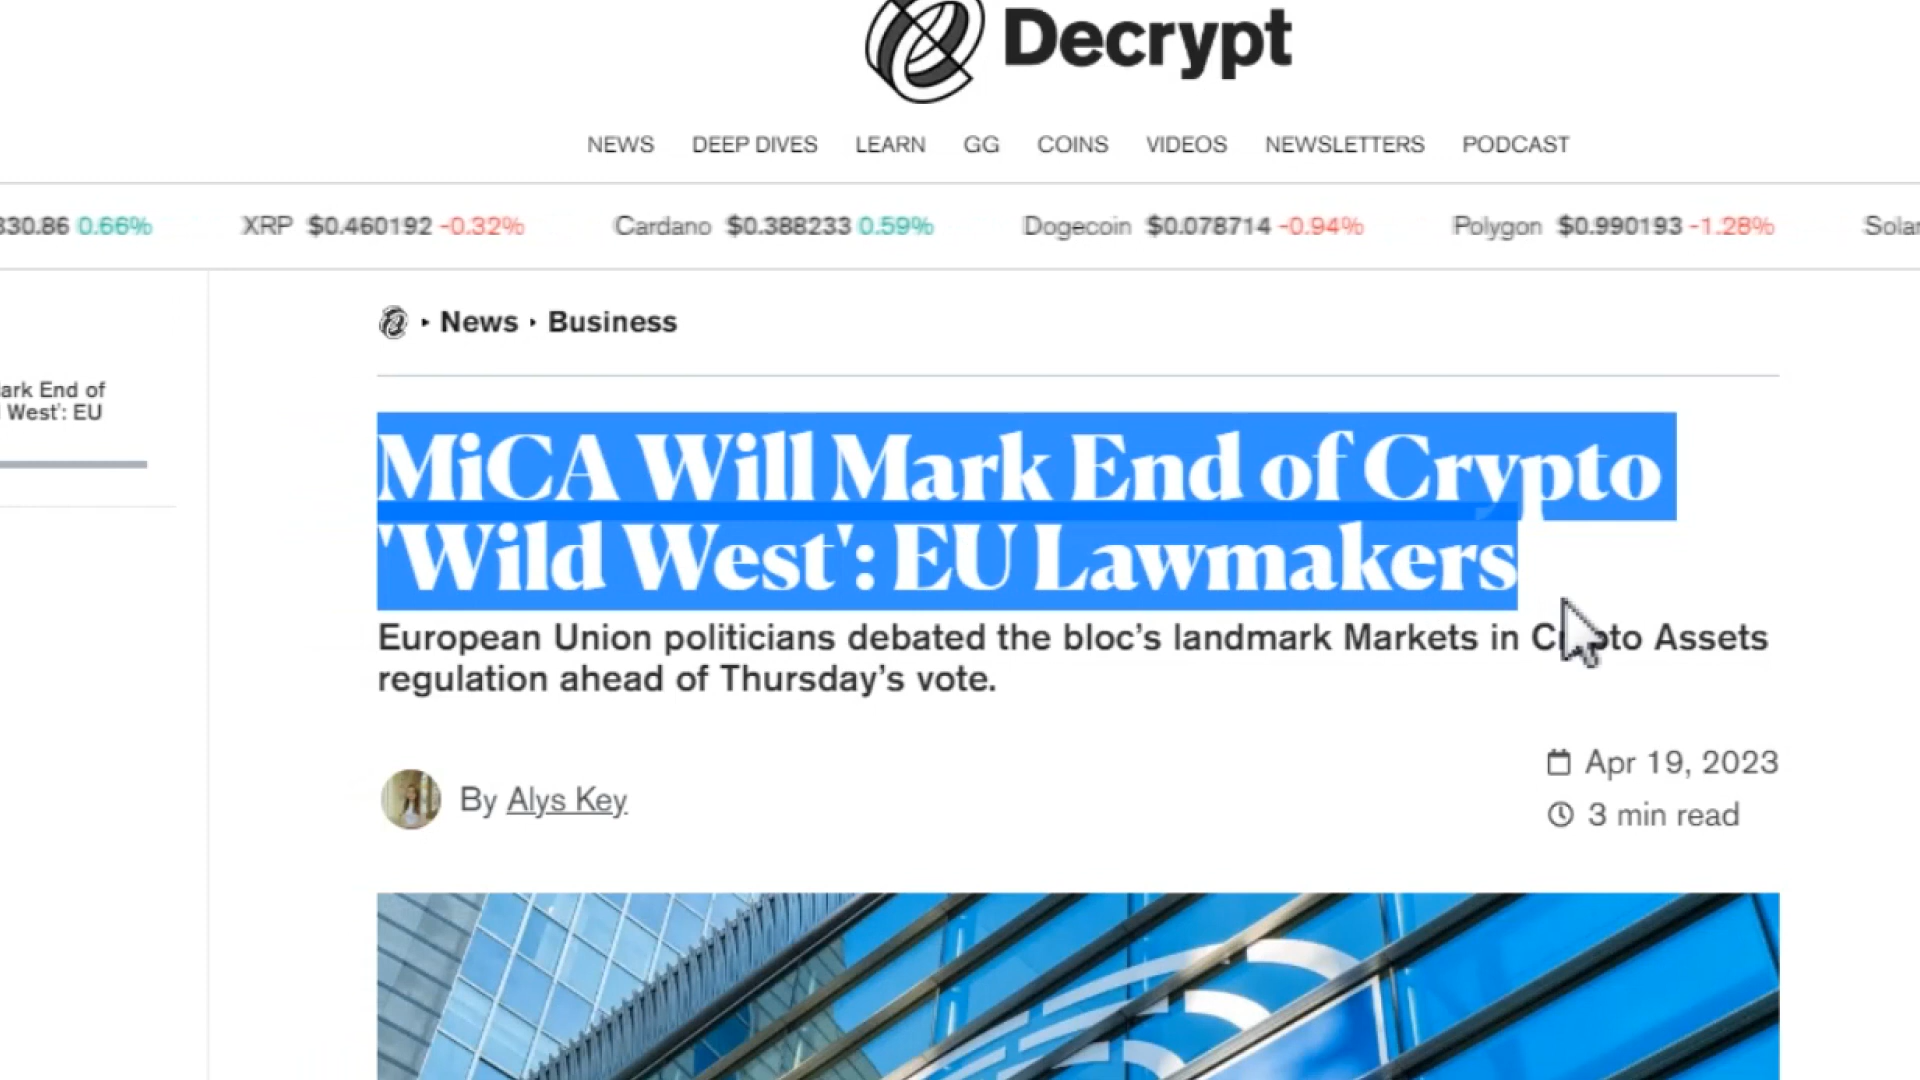 Decrypt
NEWS DEEP DIVES LEARN GG COINS VIDEOS NEWSLETTERS PODCAST
330.86 0.66% XRP $0.460192 -0.32% Cardano $0.388233 0.59% Dogecoin $0.078714 -0.94% Polygon $0.990193 -1.28%
News Business
ark End of
West': EU
MiCA Will Mark End of Crypto
'Wild West': EU Lawmakers
European Union politicians debated the bloc's landmark Markets in Crypto Assets
regulation ahead of Thursday's vote.
By Alys Key
Apr 19, 2023
3 min read